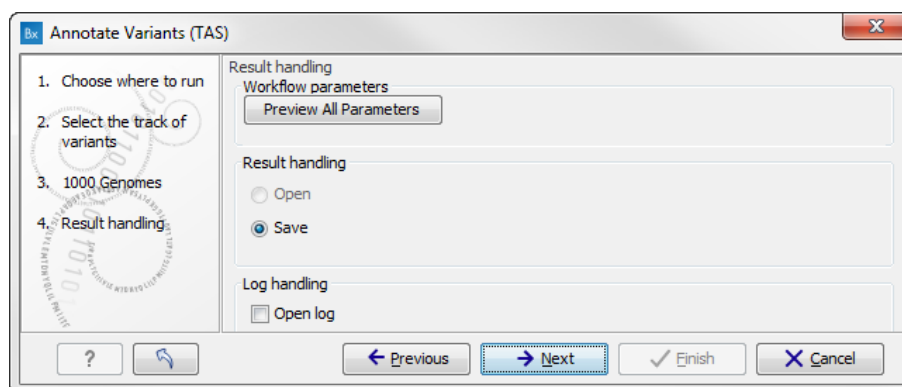 Bx Annotate Variants (TAS)
X
1. Choose where to run
2. Select the track of
variants
3. 1000 Genomes
4. Result handling
Result handling
Workflow parameters
Preview All Parameters
Result handling
Open
Save
Log handling
Open log
? Previous Next Finish Cancel